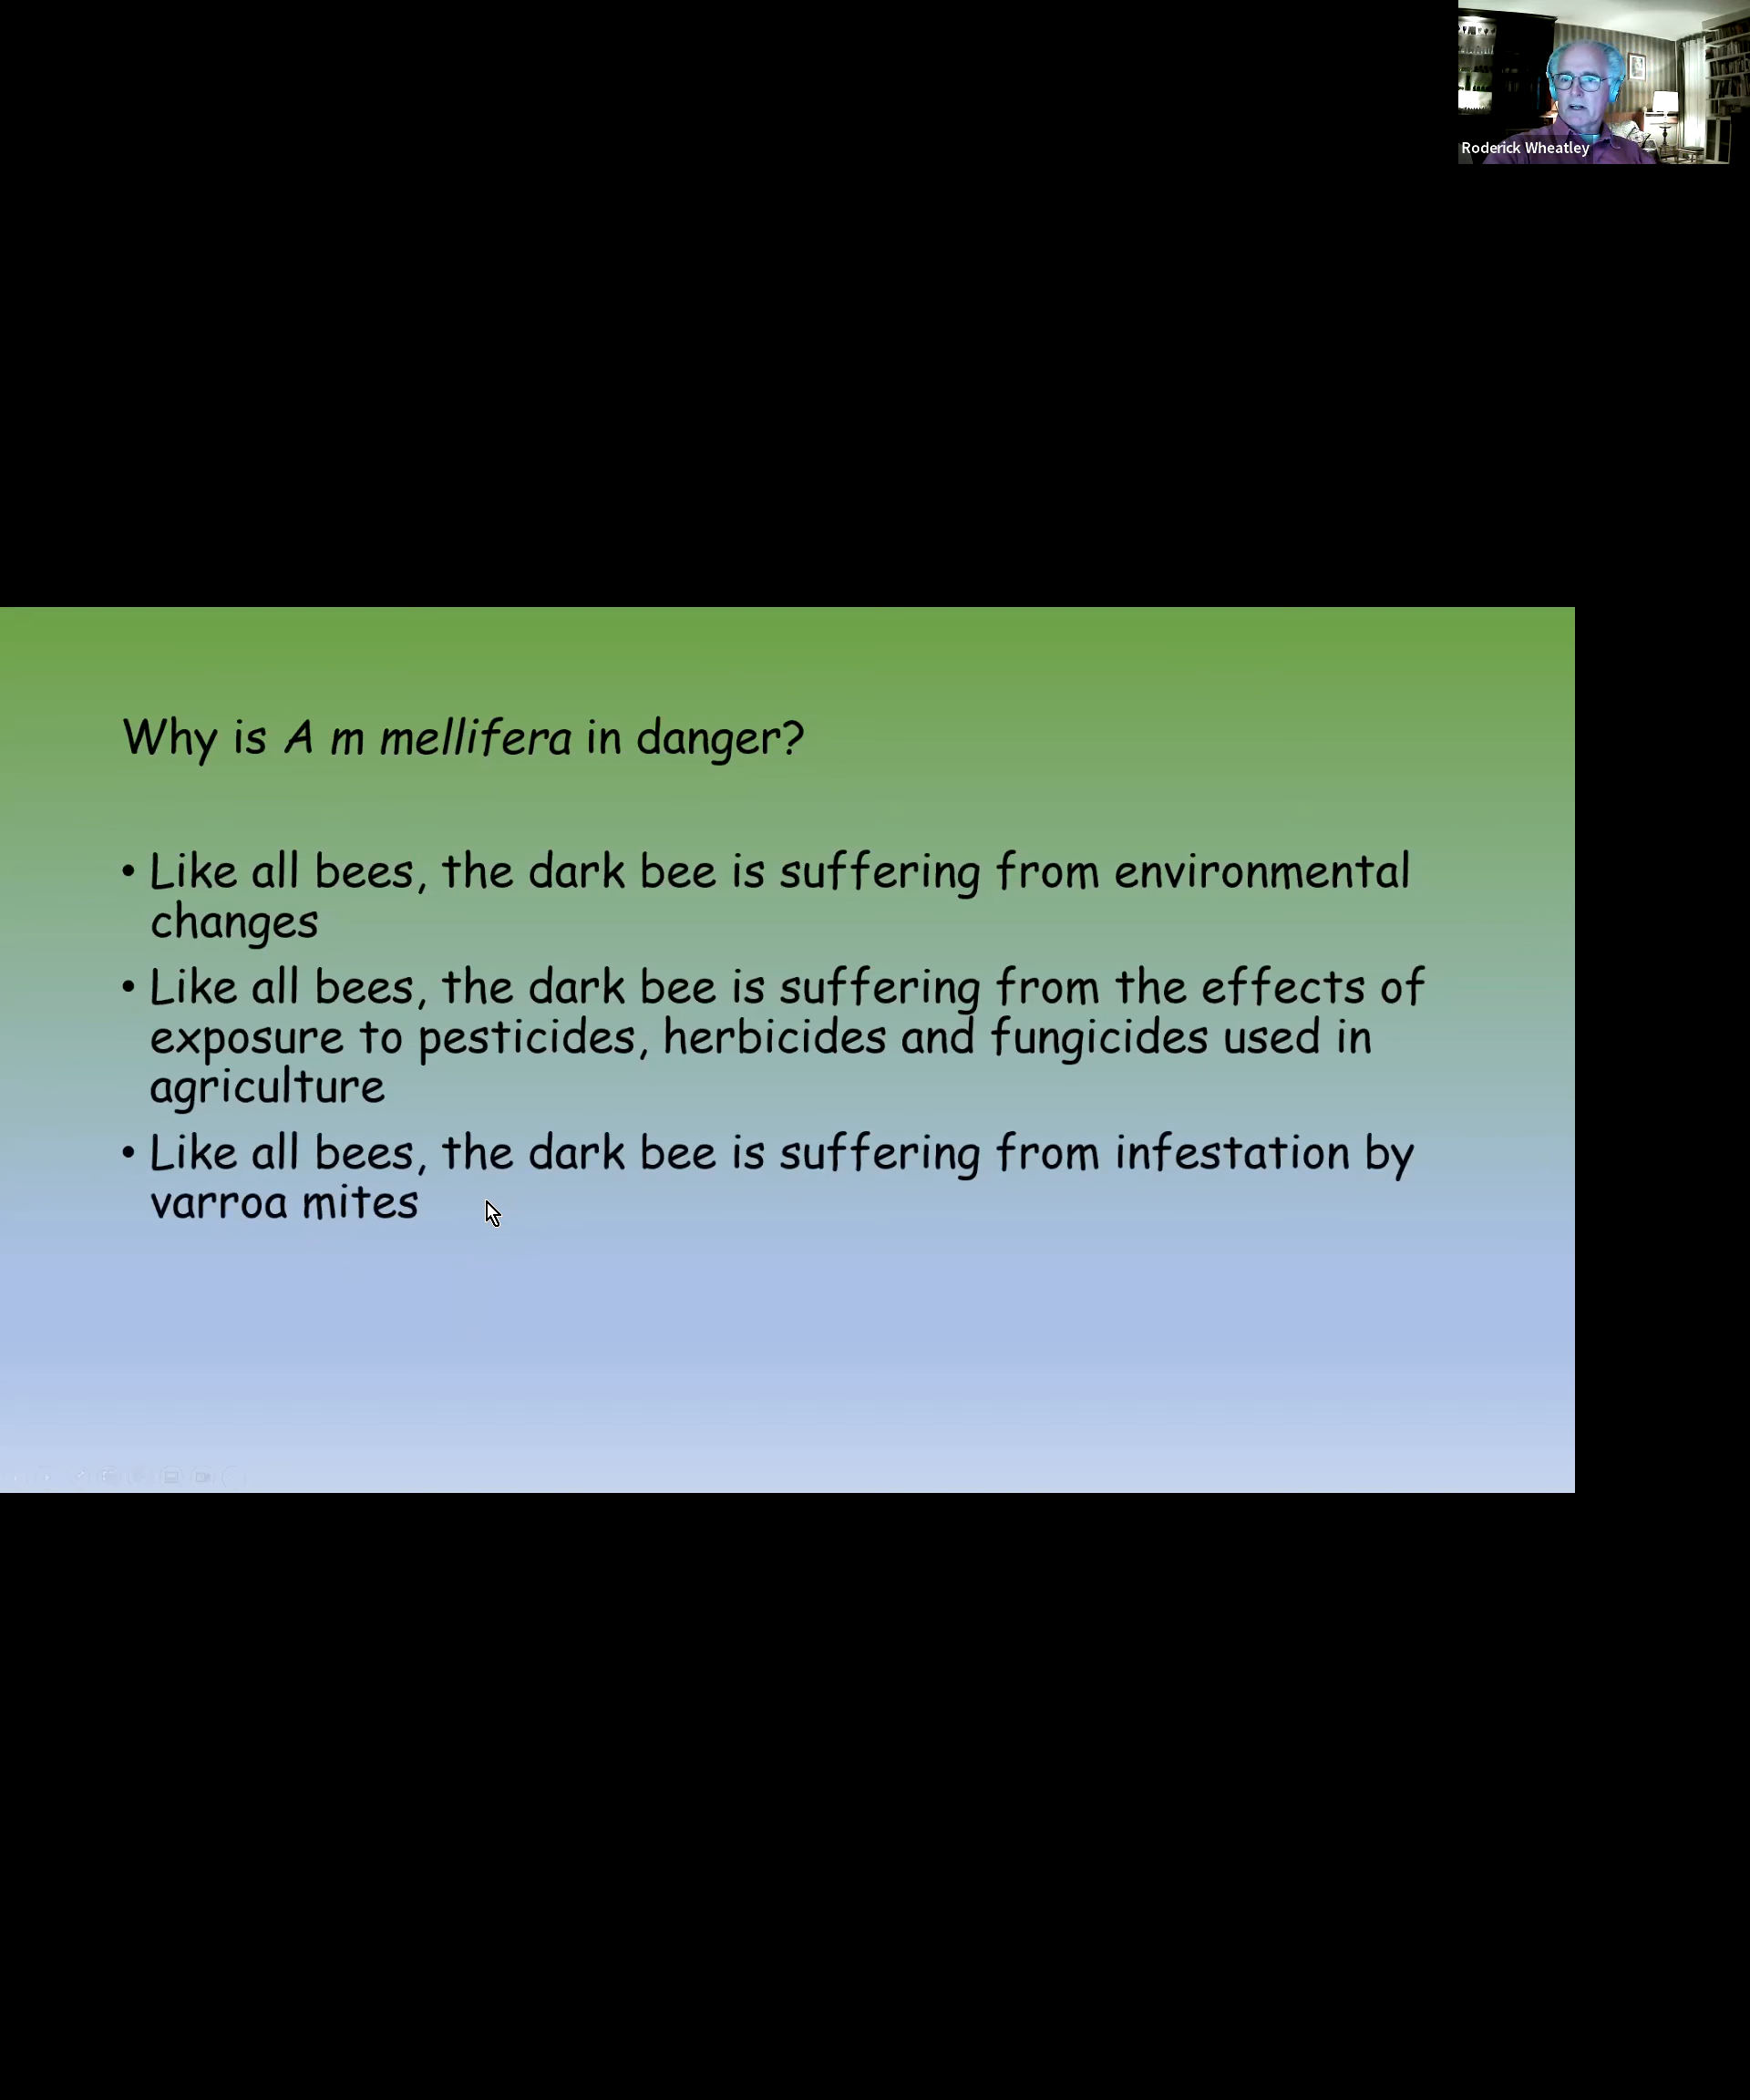 Roderick Wheatley
Why is A m mellifera in danger?
• Like all bees, the dark bee is suffering from environmental
changes
• Like all bees, the dark bee is suffering from the effects of
exposure to pesticides, herbicides and fungicides used in
agriculture
• Like all bees, the dark bee is suffering from infestation by
varroa mites